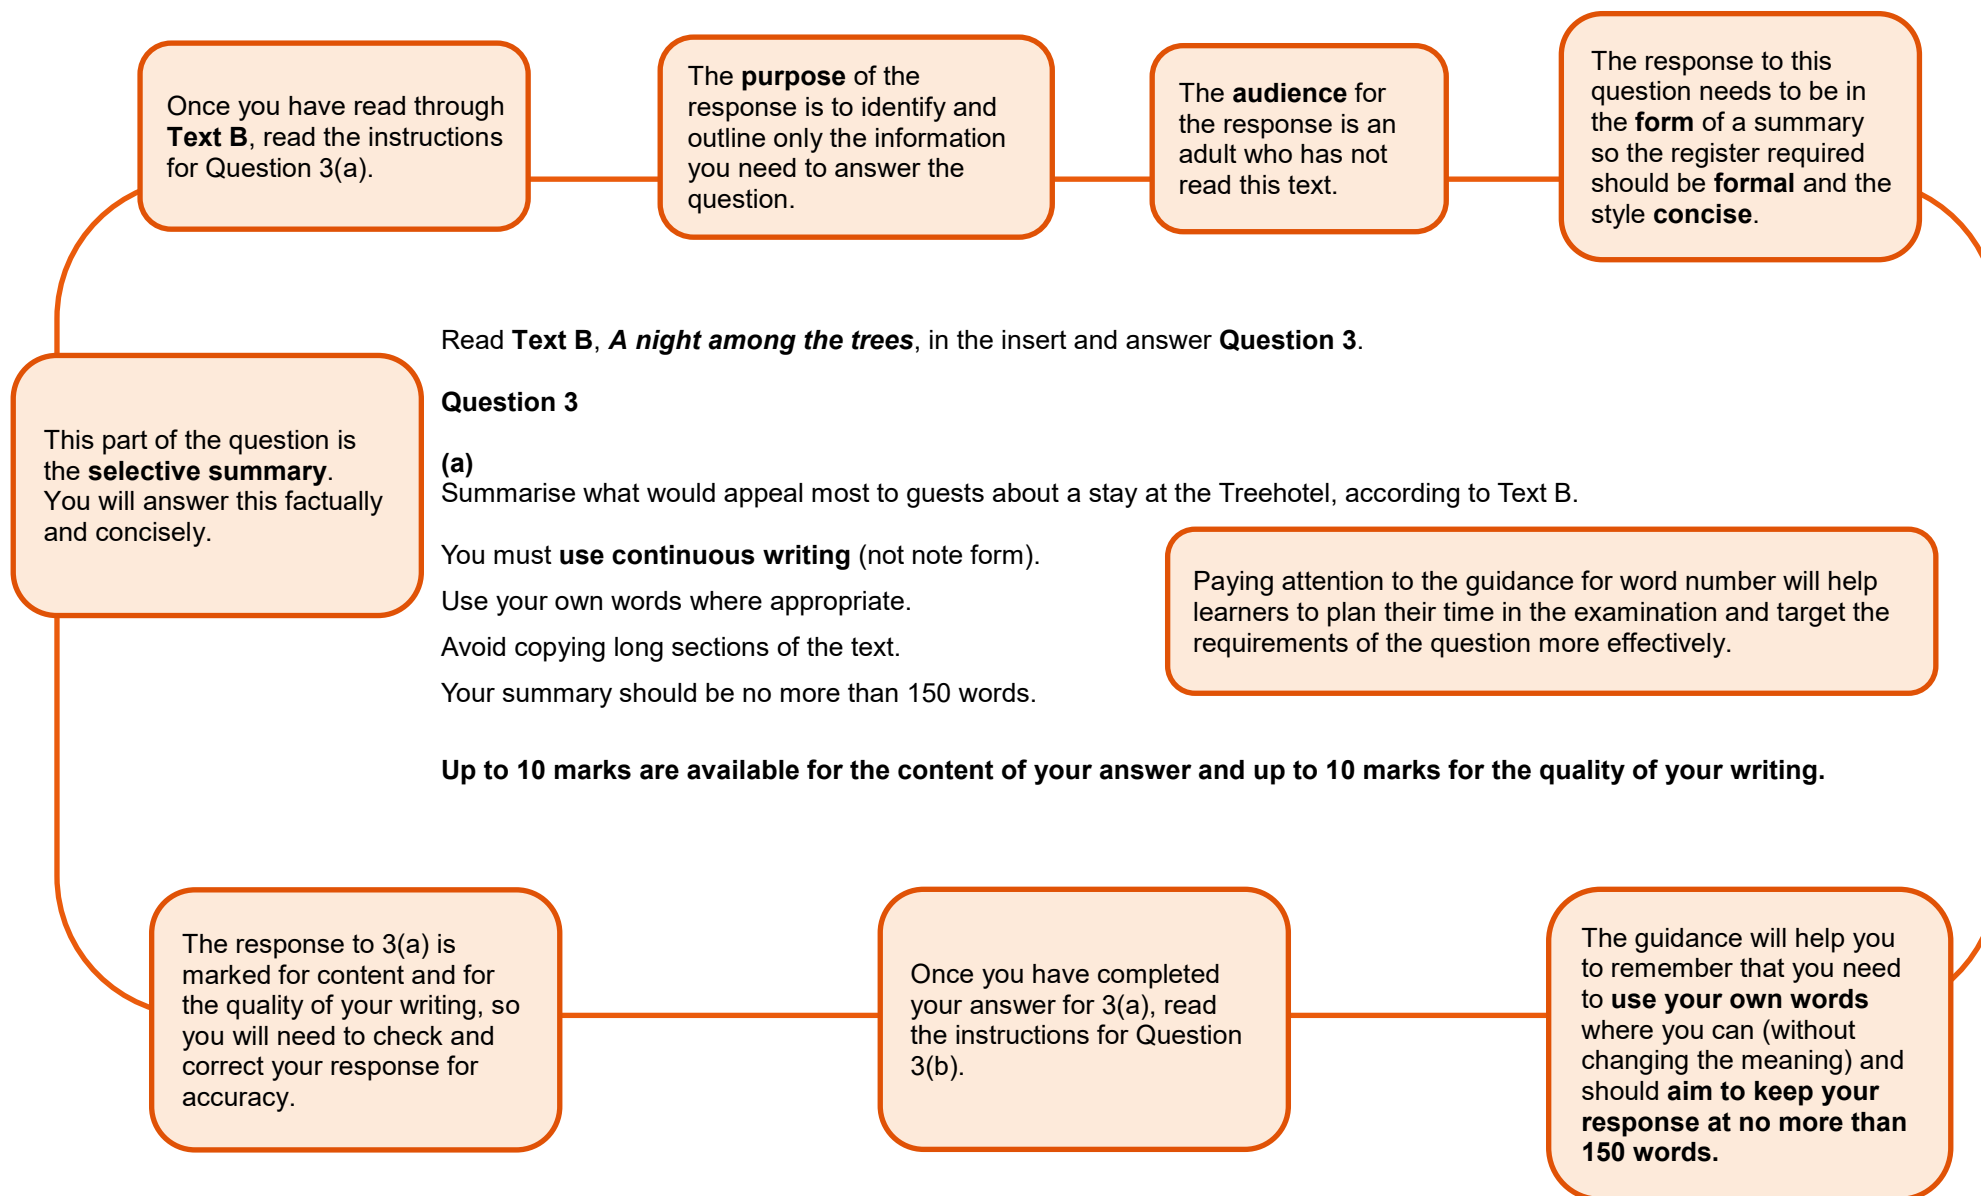 Once you have read through
Text B, read the instructions
for Question 3(a).
The purpose of the
response is to identify and
outline only the information
you need to answer the
question.
The audience for
the response is an
adult who has not
read this text.
The response to this
question needs to be in
the form of a summary
so the register required
should be formal and the
style concise.
This part of the question is
the selective summary.
You will answer this factually
and concisely.
Read Text B, A night among the trees, in the insert and answer Question 3.
Question 3
(a)
Summarise what would appeal most to guests about a stay at the Treehotel, according to Text B.
You must use continuous writing (not note form).
Use your own words where appropriate.
Avoid copying long sections of the text.
Your summary should be no more than 150 words.
Paying attention to the guidance for word number will help
learners to plan their time in the examination and target the
requirements of the question more effectively.
Up to 10 marks are available for the content of your answer and up to 10 marks for the quality of your writing.
The response to 3(a) is
marked for content and for
the quality of your writing, so
you will need to check and
correct your response for
accuracy.
Once you have completed
your answer for 3(a), read
the instructions for Question
3(b).
The guidance will help you
to remember that you need
to use your own words
where you can (without
changing the meaning) and
should aim to keep your
response at no more than
150 words.